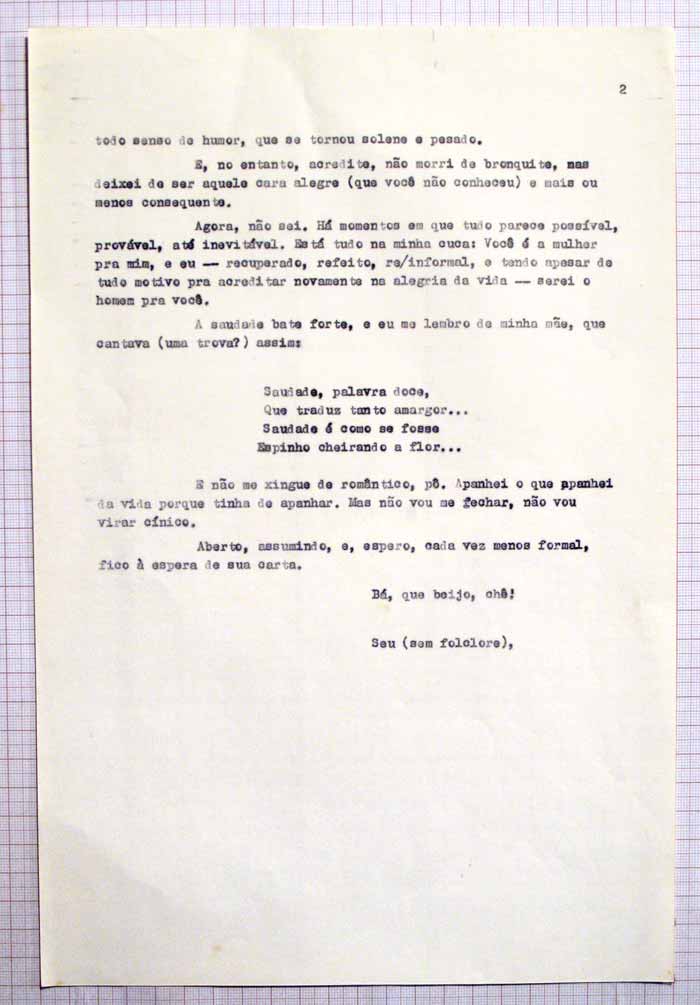 2
todo senso de humor, que se tornou solene e pesado.
E, no entanto, acredite, não morri de bronquite, mas
deixei de ser aquele cara alegre (que você não conheceu) e mais ou
menos consequente.
Agora, não sei. Há momentos em que tudo parece possível,
provável, até inevitável. Está tudo na minha cuca: Você é a mulher
pra mim, e eu — recuperado, refeito, re/informal, e tendo apesar de
tudo motivo pra acreditar novamente na alegria da vida — serei o
homem pra você.
A saudade bate forte, e eu me lembro de minha mãe, que
cantava (uma trova?) assim:
Saudade, palavra doce,
Que traduz tanto amargor...
Saudade é como se fosse
Espinho cheirando a flor...
E não me xingue de romântico, pô. Apanhei o que apanhei
da vida porque tinha de apanhar. Mas não vou me fechar, não vou
virar cínico.
Aberto, assumindo, e, espero, cada vez menos formal,
fico à espera de sua carta.
Bá, que beijo, chê!
Seu (sem folclore),